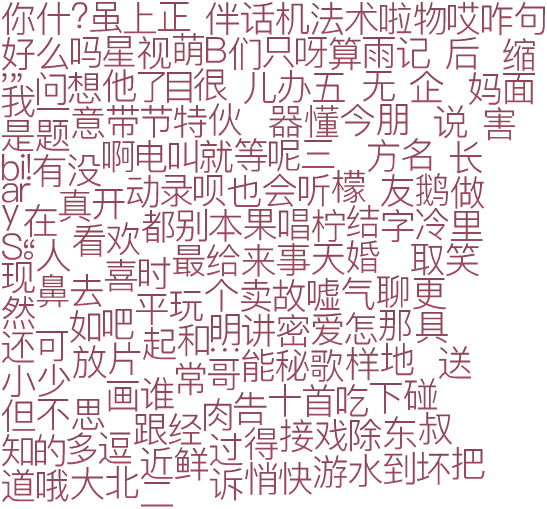 你什?虽上正 伴话机法术啦物哎咋句
好么吗星视萌B们只呀算雨记 后 缩
,’”问想他了目很 儿办五 无 企 妈面
我一意带节特伙 器懂今朋 说 害
是题啊电叫就等呢三 方名 长
bi!有没动录呗也会听檬 友鹅做
ar
y 在真开都别本果唱柠结字冷里
S。“人看欢最给来事天婚 取笑
现鼻去喜时个卖故嘘气聊更
然如吧平玩明讲密爱怎那具
还可放片起和…能秘歌样地 送
小少画谁常哥十首吃下碰
但不思跟经肉告接戏除东叔
知的多逗近鲜过得游水到坏把
道哦大北二 诉悄快